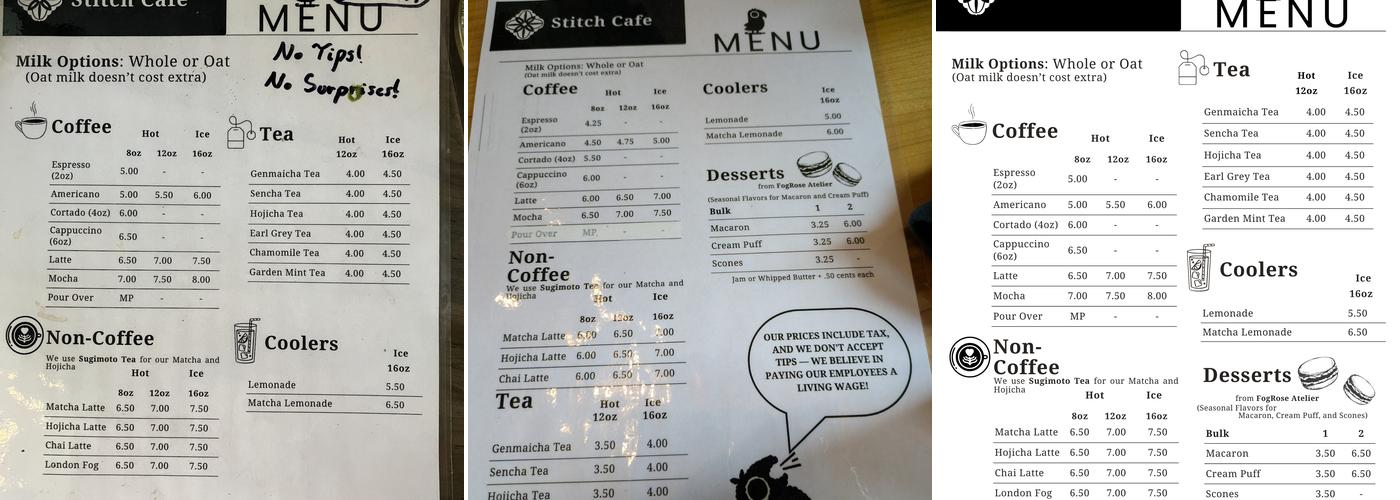 Stitch Cafe
MENU
Milk Options: Whole or Oat
(Oat milk doesn't cost extra)
No Tips!
No Surprises!
Coffee
Hot Ice
8oz 12oz 16oz
Espresso
(2oz) 5.00 - -
Americano 5.00 5.50 6.00
Cortado (4oz) 6.00 - -
Cappuccino
(6oz) 6.50 - -
Latte 6.50 7.00 7.50
Mocha 7.00 7.50 8.00
Pour Over MP - -
Non-Coffee
We use Sugimoto Tea for our Matcha and
Hojicha
Hot Ice
8oz 12oz 16oz
Matcha Latte 6.50 7.00 7.50
Hojicha Latte 6.50 7.00 7.50
Chai Latte 6.50 7.00 7.50
London Fog 6.50 7.00 7.50
Tea
Hot Ice
12oz 16oz
Genmaicha Tea 4.00 4.50
Sencha Tea 4.00 4.50
Hojicha Tea 4.00 4.50
Earl Grey Tea 4.00 4.50
Chamomile Tea 4.00 4.50
Garden Mint Tea 4.00 4.50
Coolers
Ice
16oz
Lemonade 5.50
Matcha Lemonade 6.50
Stitch Cafe
MENU
Milk Options: Whole or Oat
(Oat milk doesn't cost extra)
Coffee
Hot Ice
8oz 12oz 16oz
Espresso
(2oz) 4.25 - -
Americano 4.50 4.75 5.00
Cortado (4oz) 5.50 - -
Cappuccino
(6oz) 6.00 - -
Latte 6.00 6.50 7.00
Mocha 6.50 7.00 7.50
Pour Over MP - -
Non-
Coffee
We use Sugimoto Tea for our Matcha and
Hojicha
Hot Ice
8oz 12oz 16oz
Matcha Latte 6.00 6.50 7.00
Hojicha Latte 6.00 6.50 7.00
Chai Latte 6.00 6.50 7.00
Tea
Hot Ice
12oz 16oz
Genmaicha Tea 3.50 4.00
Sencha Tea 3.50 4.00
Hojicha Tea 3.50 4.00
Coolers
Ice
16oz
Lemonade 5.00
Matcha Lemonade 6.00
Desserts
from FogRose Atelier
(Seasonal Flavors for Macaron and Cream Puff)
Bulk 1 2
Macaron 3.25 6.00
Cream Puff 3.25 6.00
Scones 3.25 -
Jam or Whipped Butter + .50 cents each
OUR PRICES INCLUDE TAX,
AND WE DON'T ACCEPT
TIPS — WE BELIEVE IN
PAYING OUR EMPLOYEES A
LIVING WAGE!
MENU
Milk Options: Whole or Oat
(Oat milk doesn't cost extra)
Coffee
Hot Ice
8oz 12oz 16oz
Espresso
(2oz) 5.00 - -
Americano 5.00 5.50 6.00
Cortado (4oz) 6.00 - -
Cappuccino
(6oz) 6.50 - -
Latte 6.50 7.00 7.50
Mocha 7.00 7.50 8.00
Pour Over MP - -
Non-
Coffee
We use Sugimoto Tea for our Matcha and
Hojicha
Hot Ice
8oz 12oz 16oz
Matcha Latte 6.50 7.00 7.50
Hojicha Latte 6.50 7.00 7.50
Chai Latte 6.50 7.00 7.50
London Fog 6.50 7.00 7.50
Tea
Hot Ice
12oz 16oz
Genmaicha Tea 4.00 4.50
Sencha Tea 4.00 4.50
Hojicha Tea 4.00 4.50
Earl Grey Tea 4.00 4.50
Chamomile Tea 4.00 4.50
Garden Mint Tea 4.00 4.50
Coolers
Ice
16oz
Lemonade 5.50
Matcha Lemonade 6.50
Desserts
from FogRose Atelier
(Seasonal Flavors for
Macaron, Cream Puff, and Scones)
Bulk 1 2
Macaron 3.50 6.50
Cream Puff 3.50 6.50
Scones 3.50 -